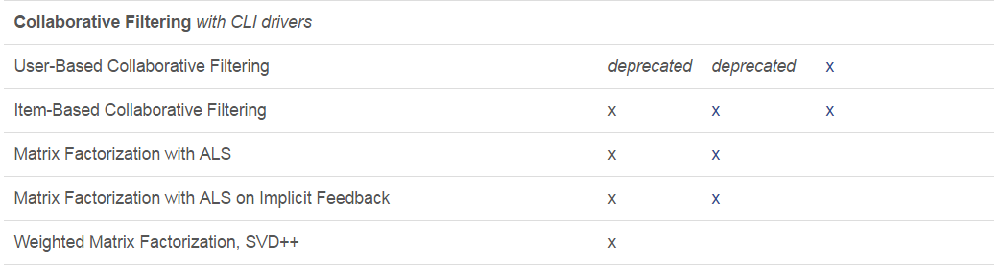 Collaborative Filtering with CLI drivers
User-Based Collaborative Filtering deprecated deprecated x
Item-Based Collaborative Filtering x x x
Matrix Factorization with ALS x x
Matrix Factorization with ALS on Implicit Feedback x x
Weighted Matrix Factorization, SVD++ x